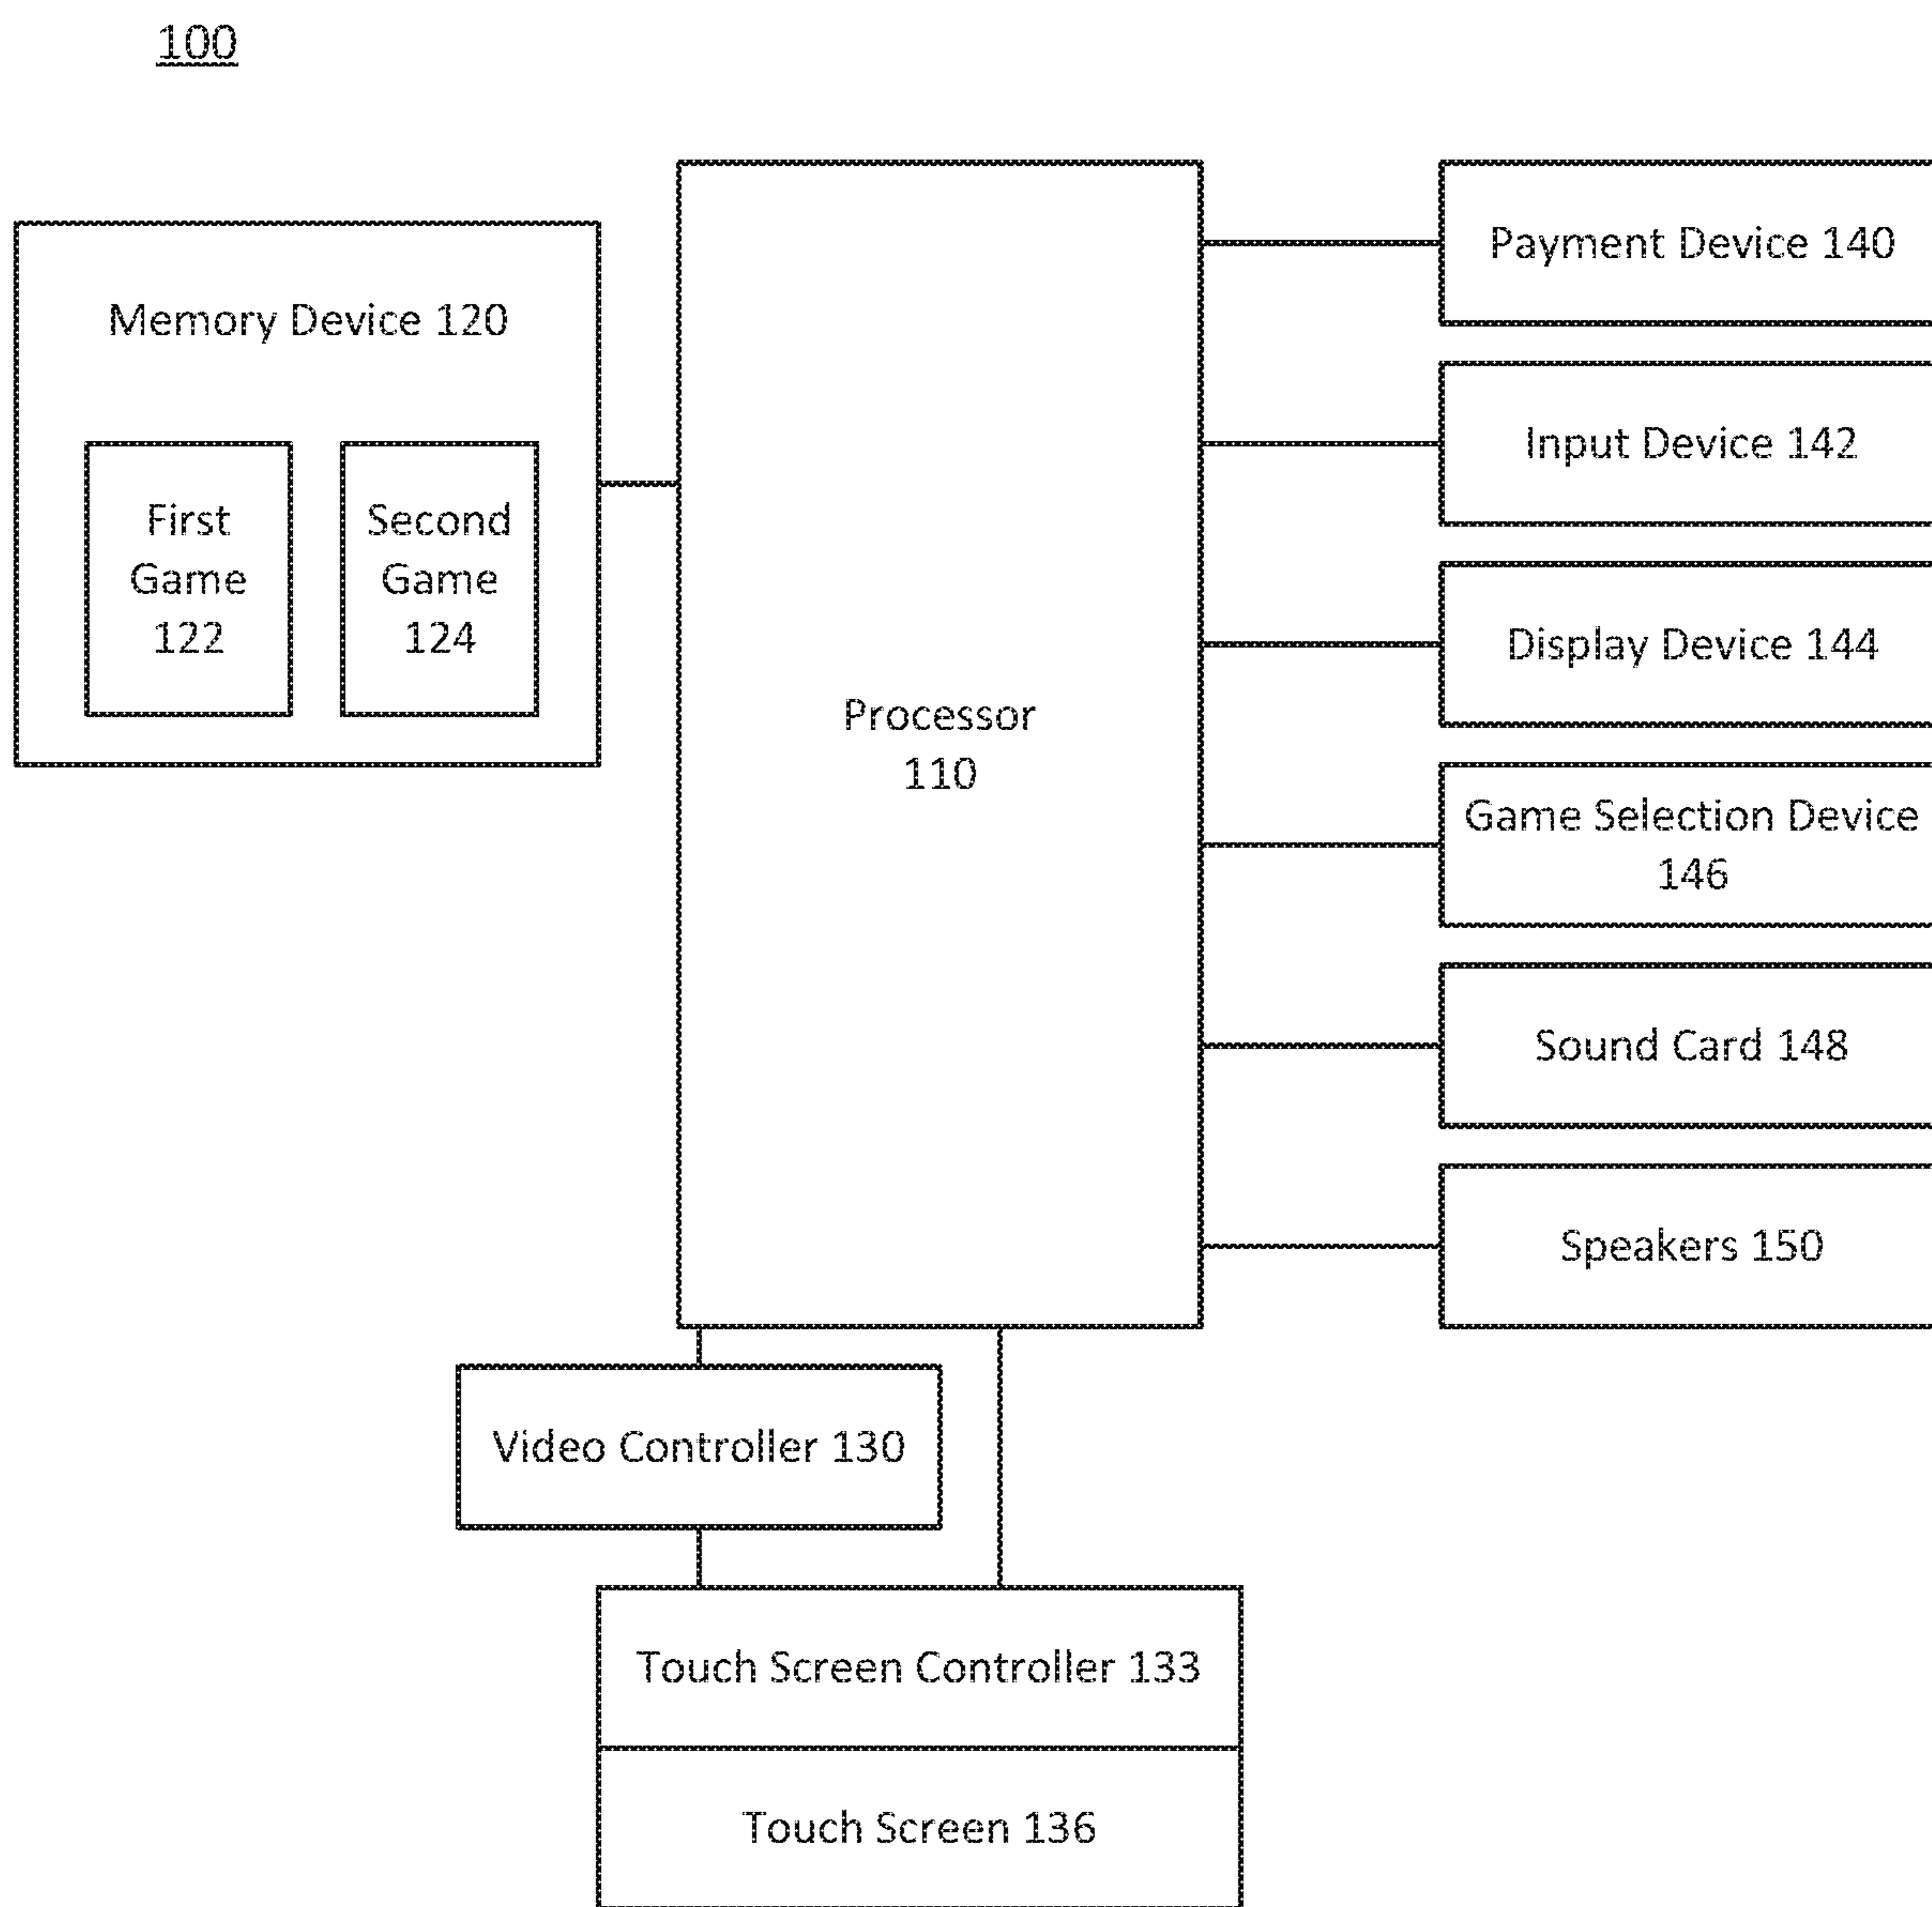 100
Memory Device 120
First
Game
122
Second
Game
124
Processor
110
Payment Device 140
Input Device 142
Display Device 144
Game Selection Device
146
Sound Card 148
Speakers 150
Video Controller 130
Touch Screen Controller 133
Touch Screen 136